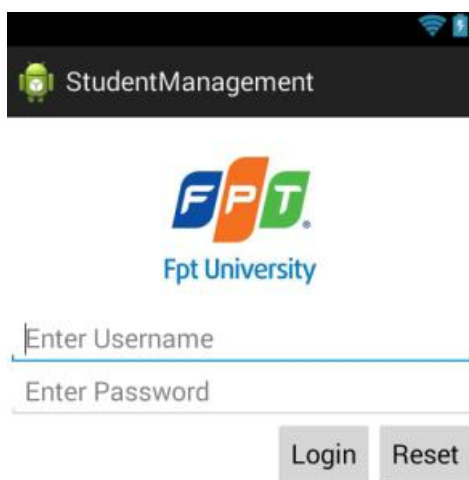 StudentManagement
FPT
Fpt University
Enter Username
Enter Password
Login Reset